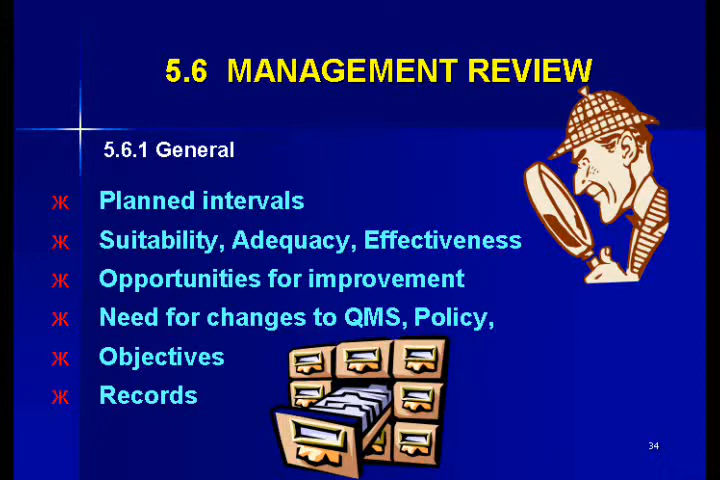 5.6 MANAGEMENT REVIEW
5.6.1 General
ж Planned intervals
ж Suitability, Adequacy, Effectiveness
ж Opportunities for improvement
ж Need for changes to QMS, Policy,
ж Objectives
ж Records
34